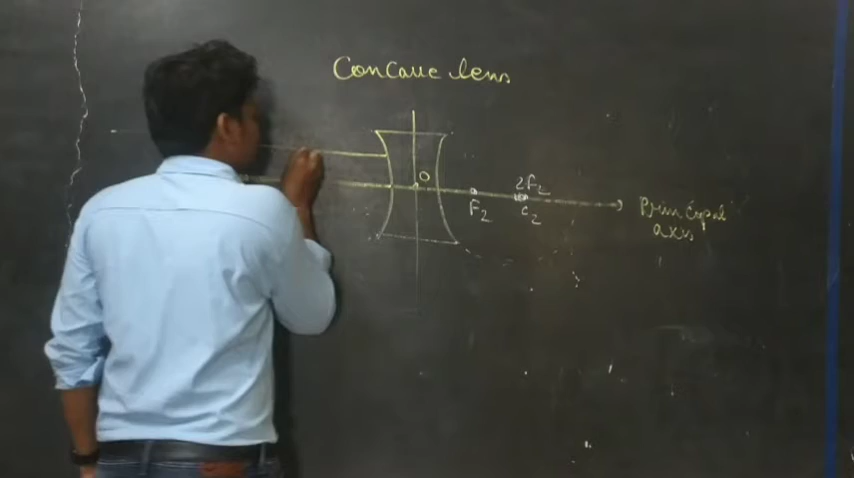 Concave lens
O
2F₂
F₂
C₂
Principal
axis